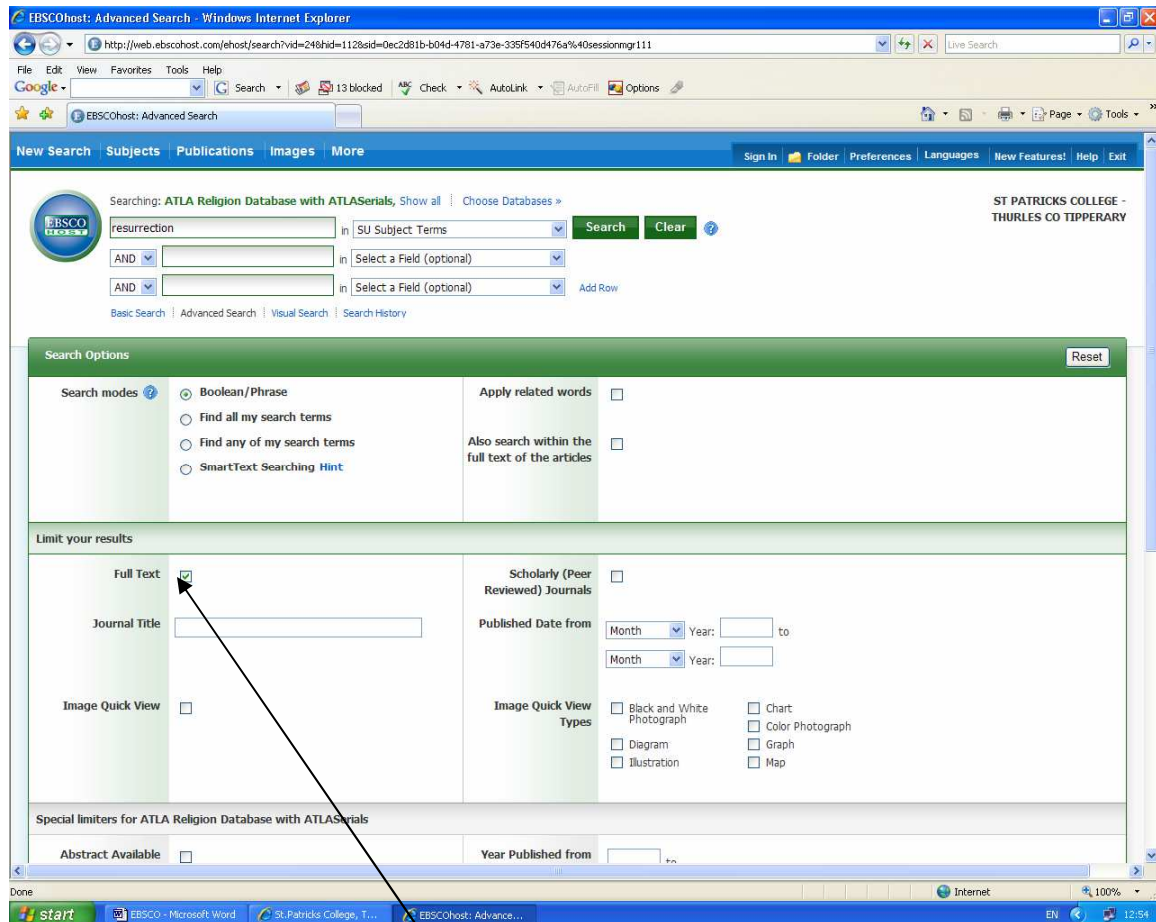 EBSCOhost: Advanced Search - Windows Internet Explorer
http://web.ebscohost.com/ehost/search?vid=24&hid=112&sid=0ec2d81b-b04d-4781-a73e-335f540d476a%40sessionmgr111
Live Search
File Edit View Favorites Tools Help
Google Search 13 blocked Check AutoLink AutoFill Options
EBSCOhost: Advanced Search Page Tools
New Search Subjects Publications Images More
Sign In Folder Preferences Languages New Features! Help Exit
Searching: ATLA Religion Database with ATLASerials, Show all Choose Databases »
ST PATRICKS COLLEGE -
THURLES CO TIPPERARY
EBSCO
HOST
resurrection in SU Subject Terms Search Clear
AND in Select a Field (optional)
AND in Select a Field (optional) Add Row
Basic Search Advanced Search Visual Search Search History
Search Options Reset
Search modes Boolean/Phrase
Find all my search terms
Find any of my search terms
SmartText Searching Hint
Apply related words
Also search within the
full text of the articles
Limit your results
Full Text
Scholarly (Peer
Reviewed) Journals
Journal Title
Published Date from Month Year: to
Month Year:
Image Quick View
Image Quick View
Types
Black and White
Photograph
Chart
Color Photograph
Diagram
Graph
Illustration
Map
Special limiters for ATLA Religion Database with ATLASerials
Abstract Available
Year Published from to
Done Internet 100%
start EBSCO - Microsoft Word St.Patricks College, T... EBSCOhost: Advance... EN 12:54